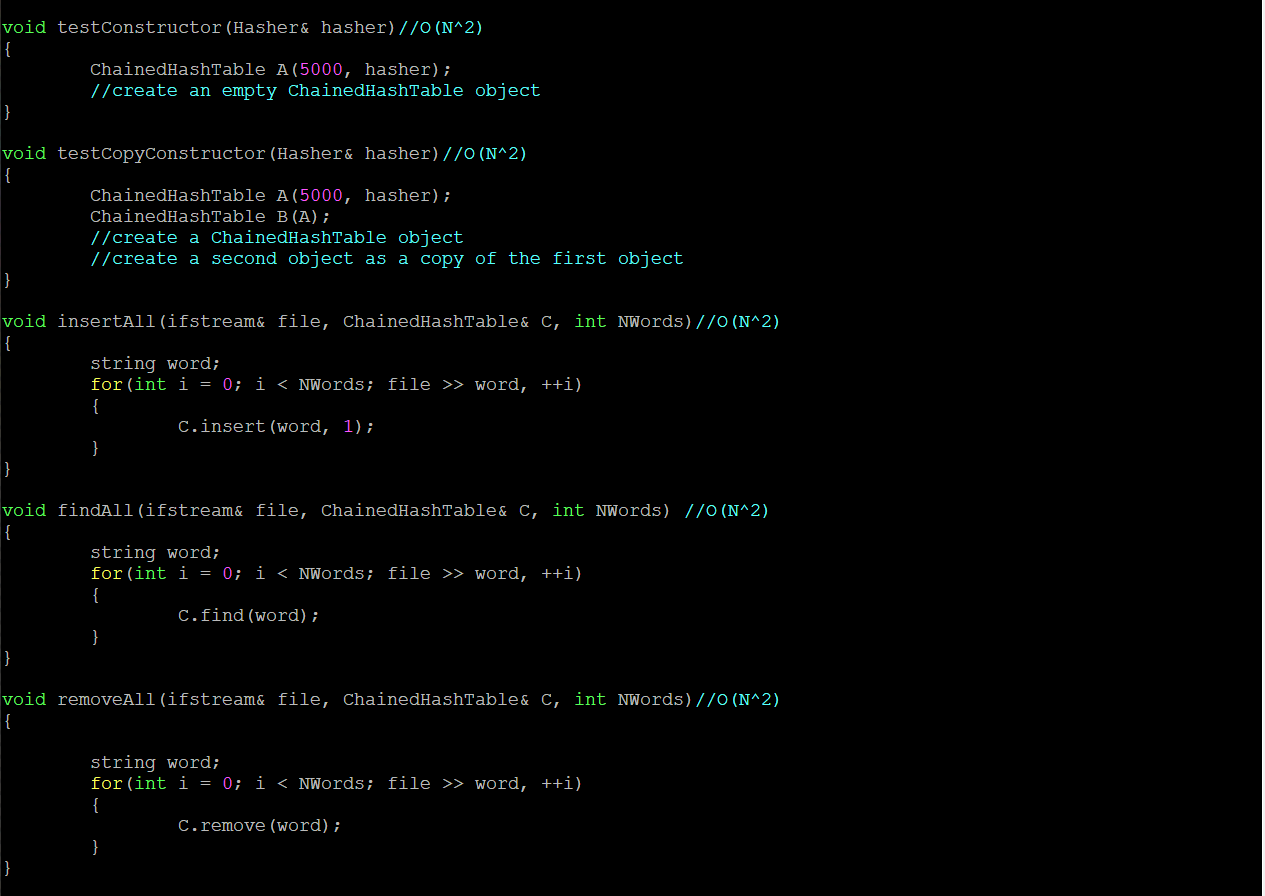 void testConstructor(Hasher& hasher)//O(N^2)
{
        ChainedHashTable A(5000, hasher);
        //create an empty ChainedHashTable object
}

void testCopyConstructor(Hasher& hasher)//O(N^2)
{
        ChainedHashTable A(5000, hasher);
        ChainedHashTable B(A);
        //create a ChainedHashTable object
        //create a second object as a copy of the first object
}

void insertAll(ifstream& file, ChainedHashTable& C, int NWords)//O(N^2)
{
        string word;
        for(int i = 0; i < NWords; file >> word, ++i)
        {
                C.insert(word, 1);
        }
}

void findAll(ifstream& file, ChainedHashTable& C, int NWords) //O(N^2)
{
        string word;
        for(int i = 0; i < NWords; file >> word, ++i)
        {
                C.find(word);
        }
}

void removeAll(ifstream& file, ChainedHashTable& C, int NWords)//O(N^2)
{

        string word;
        for(int i = 0; i < NWords; file >> word, ++i)
        {
                C.remove(word);
        }
}